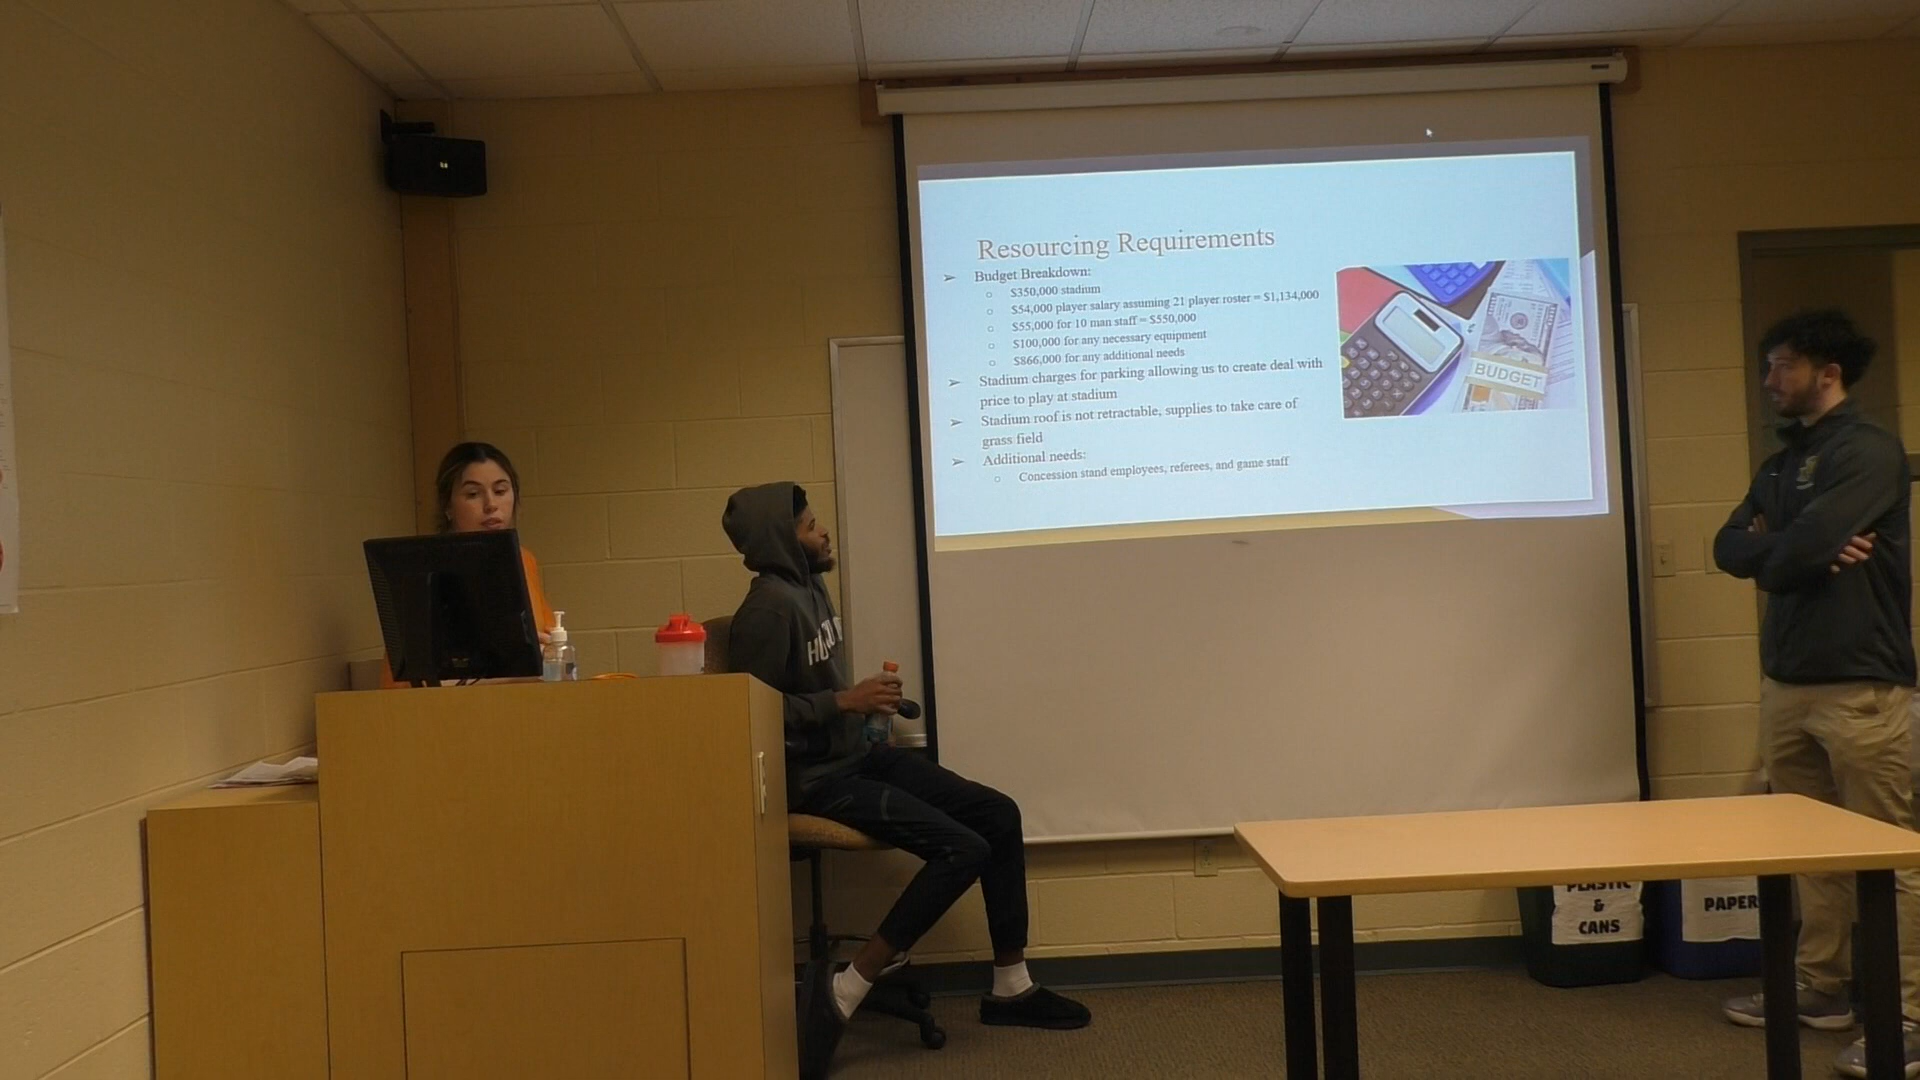 Resourcing Requirements
➢ Budget Breakdown:
○ $350,000 stadium
○ $54,000 player salary assuming 21 player roster = $1,134,000
○ $55,000 for 10 man staff = $550,000
○ $100,000 for any necessary equipment
○ $866,000 for any additional needs
➢ Stadium charges for parking allowing us to create deal with
price to play at stadium
➢ Stadium roof is not retractable, supplies to take care of
grass field
➢ Additional needs:
○ Concession stand employees, referees, and game staff
BUDGET
PLASTIC
&
CANS
PAPER